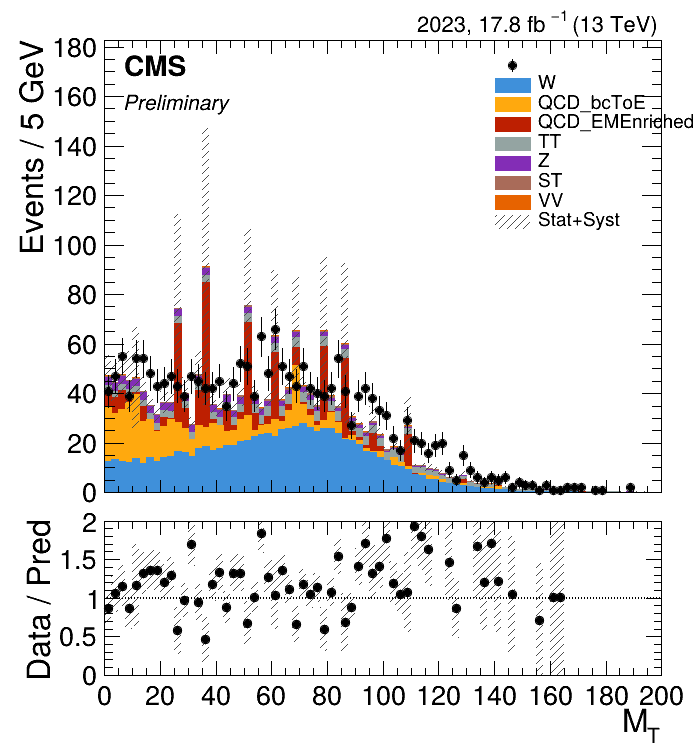 2023, 17.8 fb⁻¹ (13 TeV)
Events / 5 GeV
180
160
140
120
100
80
60
40
20
0
CMS
Preliminary
W
QCD_bcToE
QCD_EMEnriched
TT
Z
ST
VV
Stat+Syst
Data / Pred
2
1.5
1
0.5
0
0 20 40 60 80 100 120 140 160 180 200
M_T